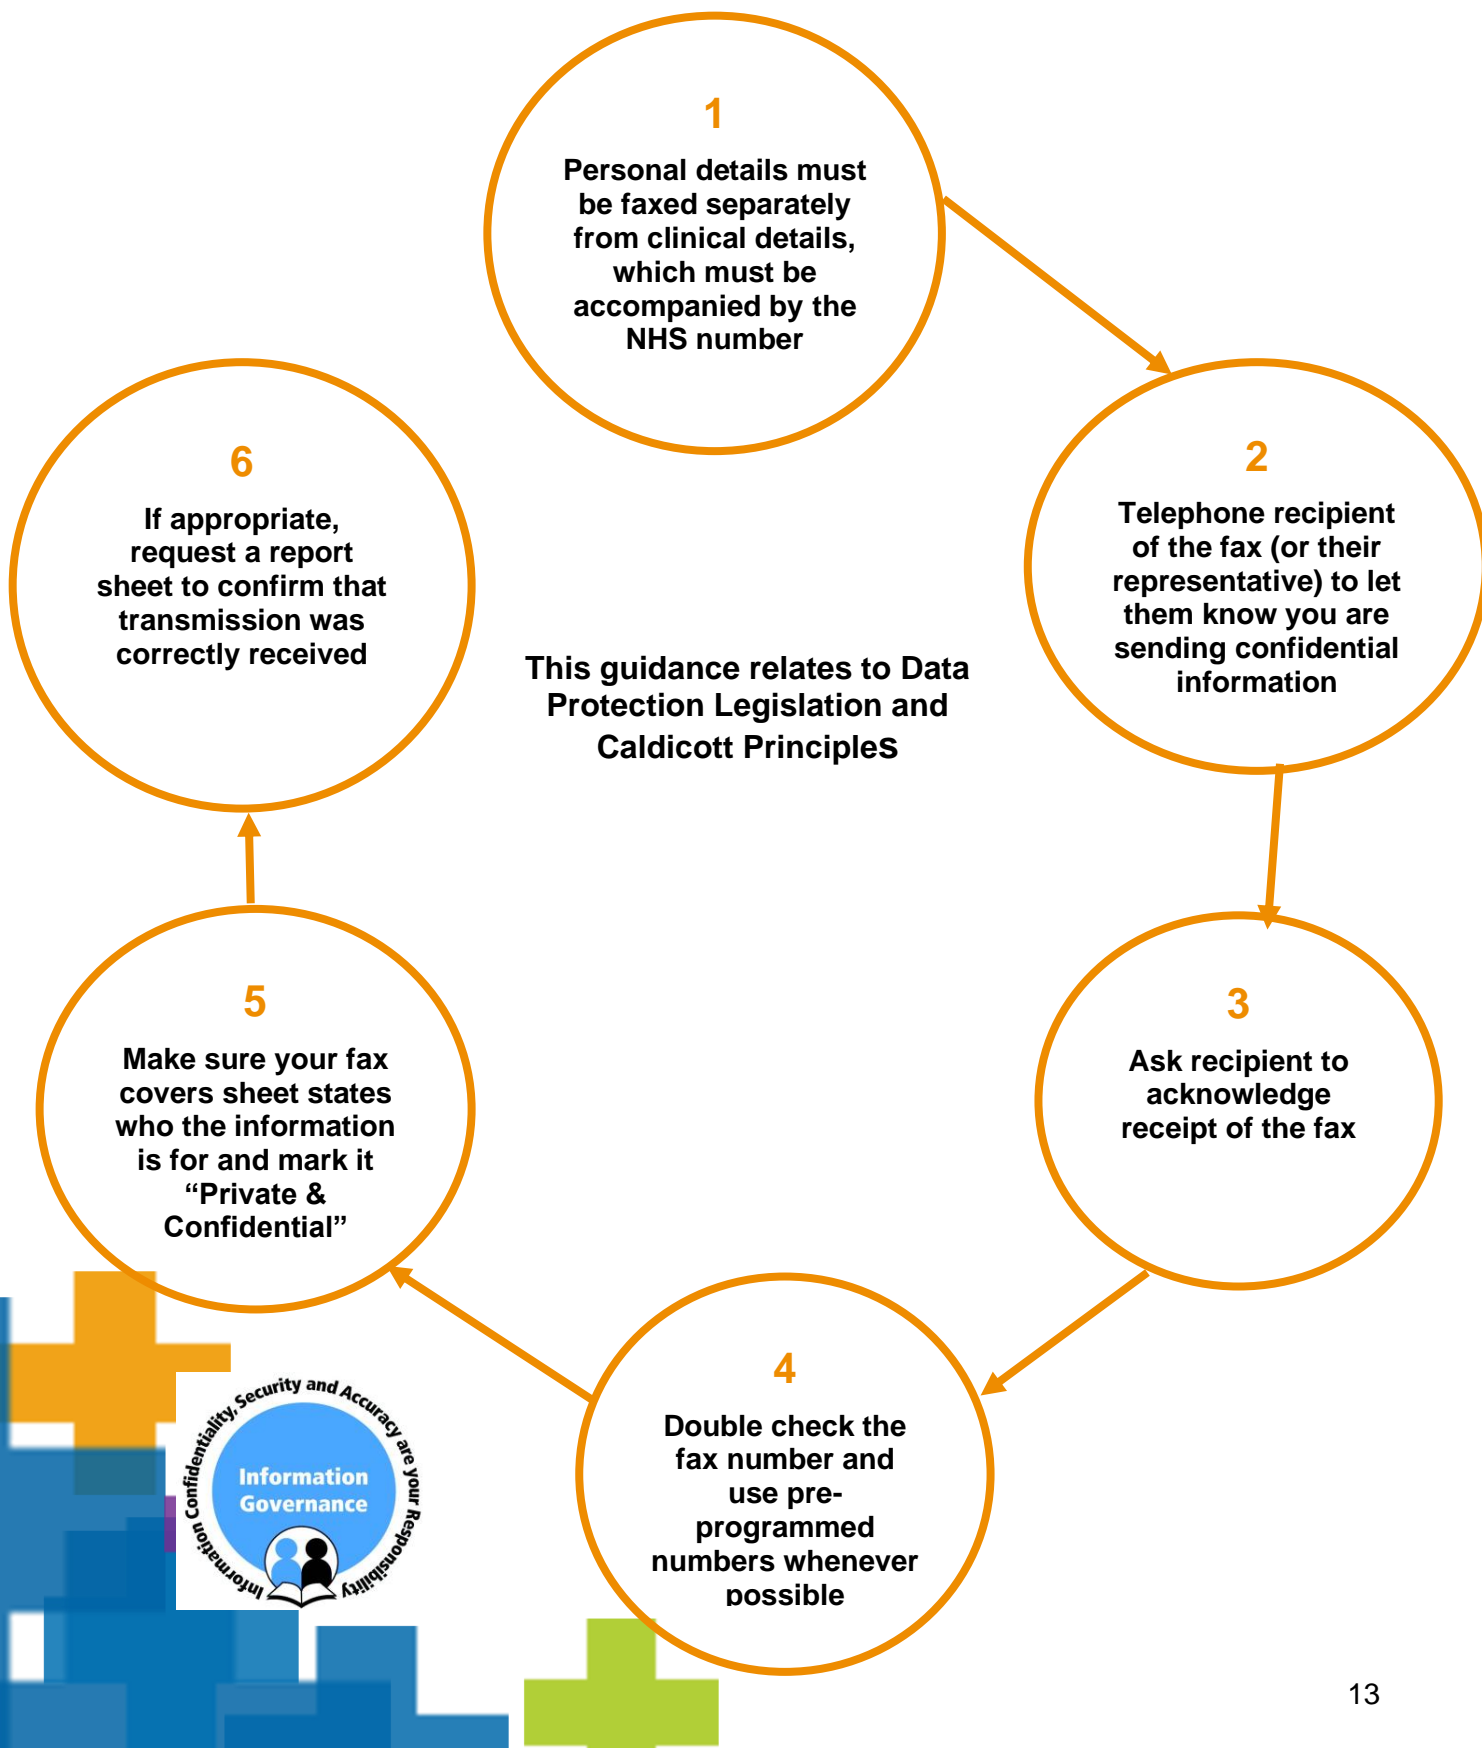 1
Personal details must
be faxed separately
from clinical details,
which must be
accompanied by the
NHS number
2
Telephone recipient
of the fax (or their
representative) to let
them know you are
sending confidential
information
3
Ask recipient to
acknowledge
receipt of the fax
4
Double check the
fax number and
use pre-
programmed
numbers whenever
possible
5
Make sure your fax
covers sheet states
who the information
is for and mark it
“Private &
Confidential”
6
If appropriate,
request a report
sheet to confirm that
transmission was
correctly received
This guidance relates to Data
Protection Legislation and
Caldicott Principles
Information Confidentiality, Security and Accuracy are your Responsibility
Information
Governance
13